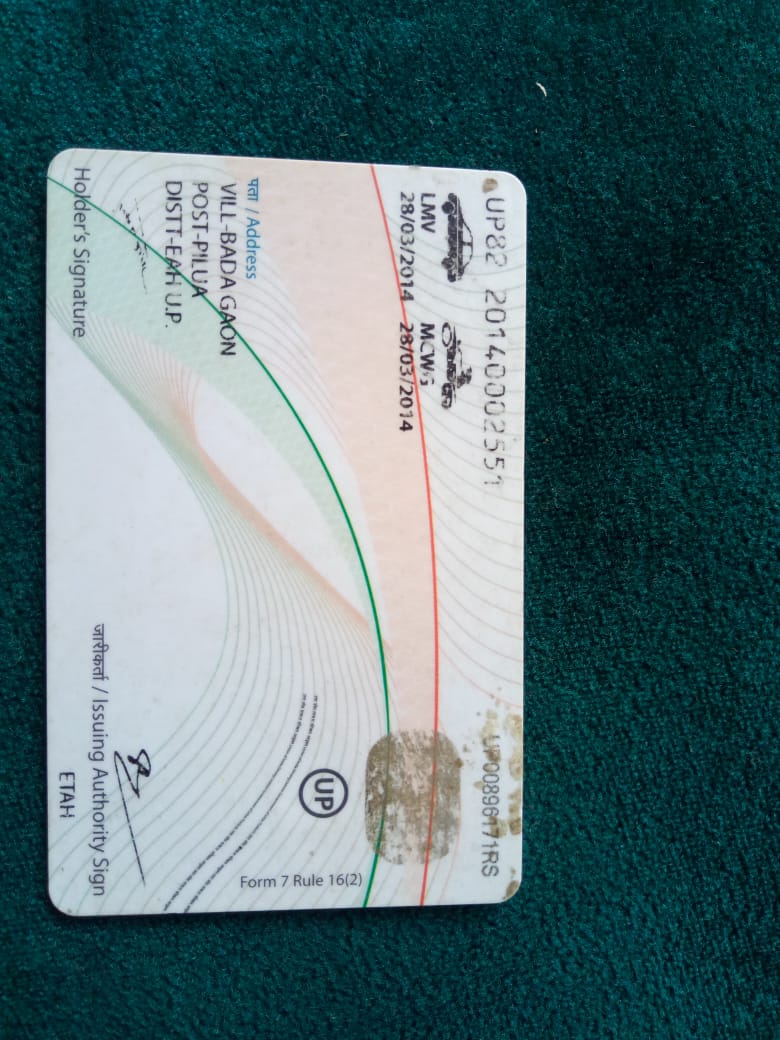 UP82 20140002551
UP00896171RS
LMV MCWG
28/03/2014 28/03/2014
पता / Address
VILL-BADA GAON
POST-PILUA
DISTT-EAH U.P.
Holder's Signature
UP
Form 7 Rule 16(2)
जारीकर्ता / Issuing Authority Sign
ETAH